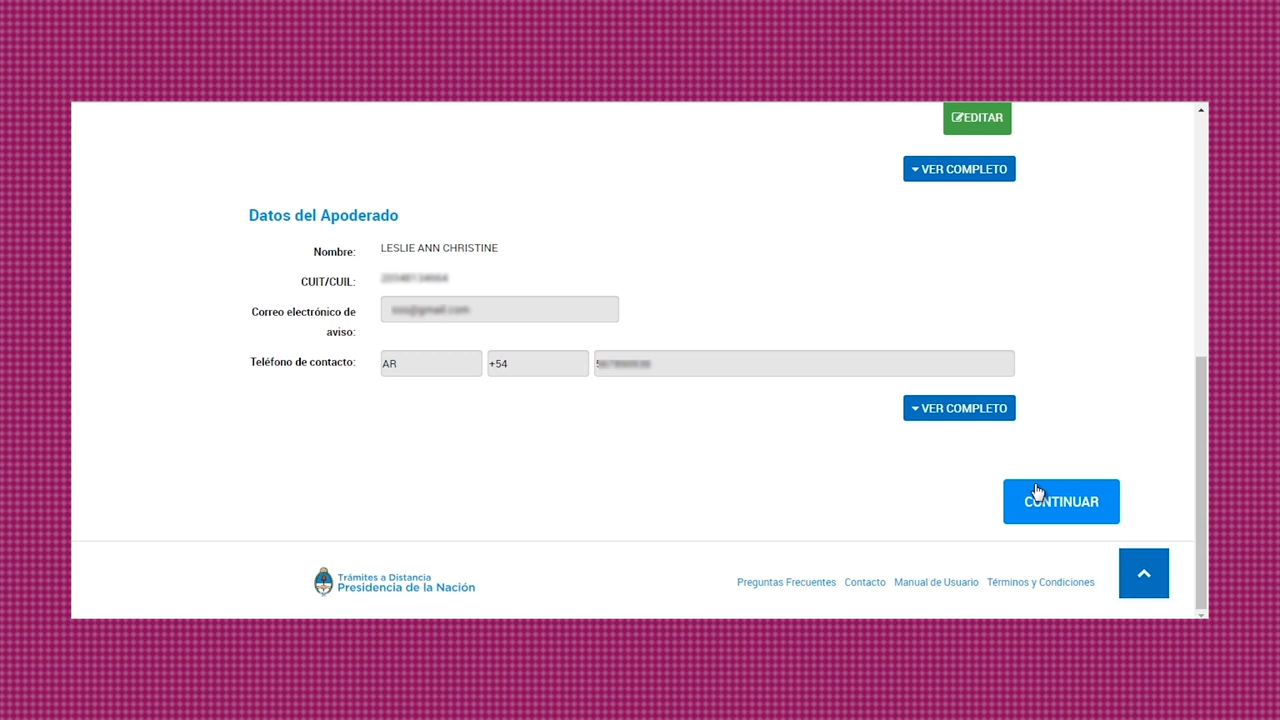 EDITAR
VER COMPLETO
Datos del Apoderado
Nombre: LESLIE ANN CHRISTINE
CUIT/CUIL:
Correo electrónico de
aviso:
Teléfono de contacto: AR +54
VER COMPLETO
CONTINUAR
Trámites a Distancia
Presidencia de la Nación
Preguntas Frecuentes Contacto Manual de Usuario Términos y Condiciones